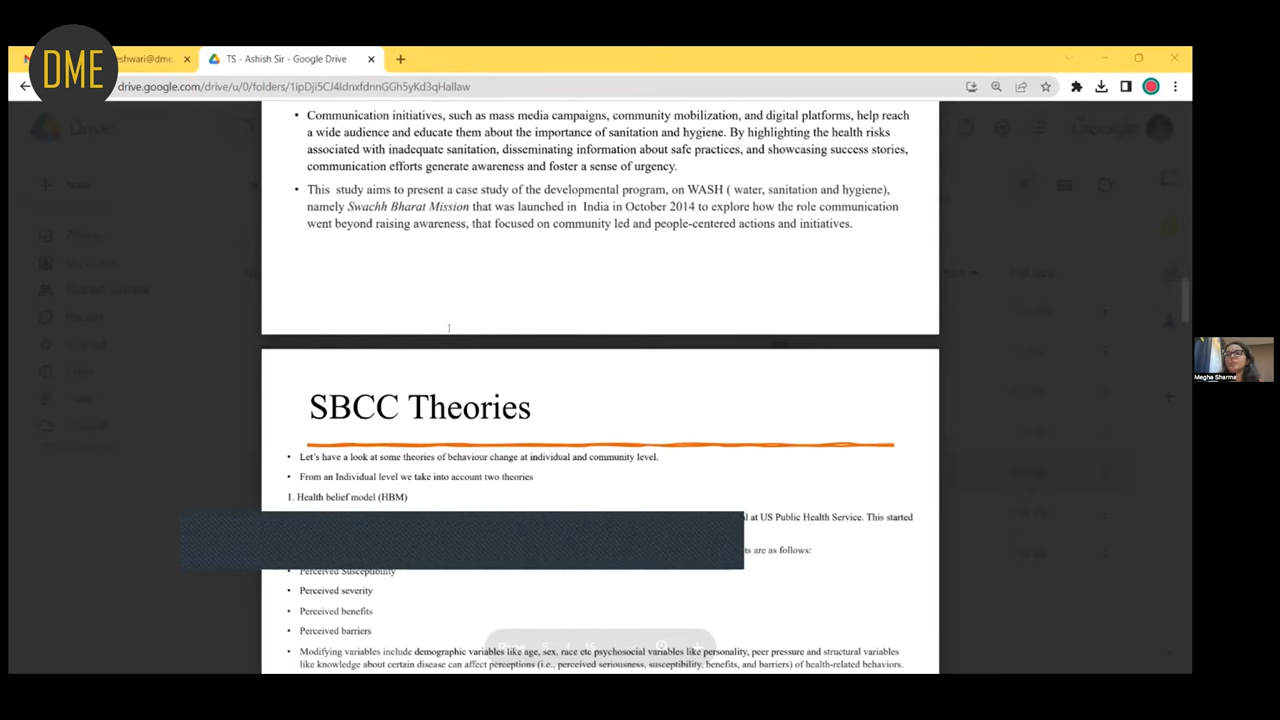 DME
eshwari@dme.
TS - Ashish Sir - Google Drive
drive.google.com/drive/u/0/folders/1ipDji5CJ4IdnxfdnnGGh5yKd3qHallaw
• Communication initiatives, such as mass media campaigns, community mobilization, and digital platforms, help reach
a wide audience and educate them about the importance of sanitation and hygiene. By highlighting the health risks
associated with inadequate sanitation, disseminating information about safe practices, and showcasing success stories,
communication efforts generate awareness and foster a sense of urgency.
• This study aims to present a case study of the developmental program, on WASH ( water, sanitation and hygiene),
namely Swachh Bharat Mission that was launched in India in October 2014 to explore how the role communication
went beyond raising awareness, that focused on community led and people-centered actions and initiatives.
SBCC Theories
• Let's have a look at some theories of behaviour change at individual and community level.
• From an Individual level we take into account two theories
1. Health belief model (HBM)
at US Public Health Service. This started
are as follows:
• Perceived Susceptibility
• Perceived severity
• Perceived benefits
• Perceived barriers
• Modifying variables include demographic variables like age, sex, race etc psychosocial variables like personality, peer pressure and structural variables
like knowledge about certain disease can affect perceptions (i.e., perceived seriousness, susceptibility, benefits, and barriers) of health-related behaviors.
Megha Sharma